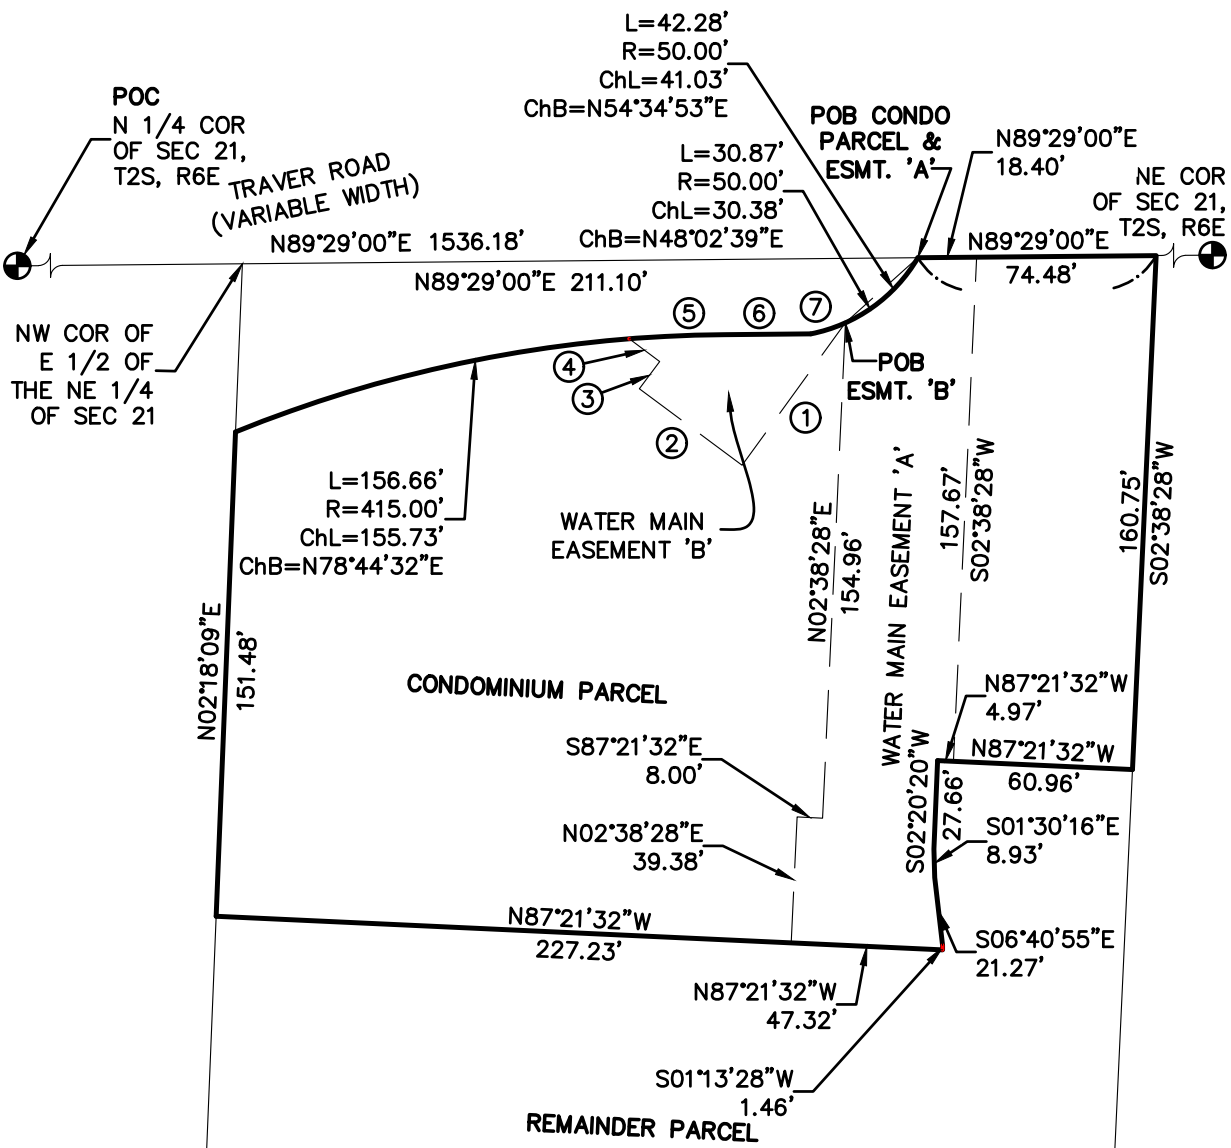 L=42.28'
R=50.00'
ChL=41.03'
ChB=N54°34'53"E
POC
N 1/4 COR
OF SEC 21,
T2S, R6E
TRAVER ROAD
(VARIABLE WIDTH)
L=30.87'
R=50.00'
ChL=30.38'
ChB=N48°02'39"E
POB CONDO
PARCEL &
ESMT. 'A'
N89°29'00"E
18.40'
NE COR
OF SEC 21,
T2S, R6E
N89°29'00"E 1536.18'
N89°29'00"E
74.48'
N89°29'00"E 211.10'
NW COR OF
E 1/2 OF
THE NE 1/4
OF SEC 21
5
6
7
4
3
2
1
POB
ESMT. 'B'
L=156.66'
R=415.00'
ChL=155.73'
ChB=N78°44'32"E
WATER MAIN
EASEMENT 'B'
N02°38'28"E
154.96'
WATER MAIN EASEMENT 'A'
157.67'
S02°38'28"W
160.75'
S02°38'28"W
N02°18'09"E
151.48'
CONDOMINIUM PARCEL
N87°21'32"W
4.97'
N87°21'32"W
60.96'
S87°21'32"E
8.00'
S02°20'20"W
27.66'
N02°38'28"E
39.38'
S01°30'16"E
8.93'
N87°21'32"W
227.23'
S06°40'55"E
21.27'
N87°21'32"W
47.32'
S01°13'28"W
1.46'
REMAINDER PARCEL